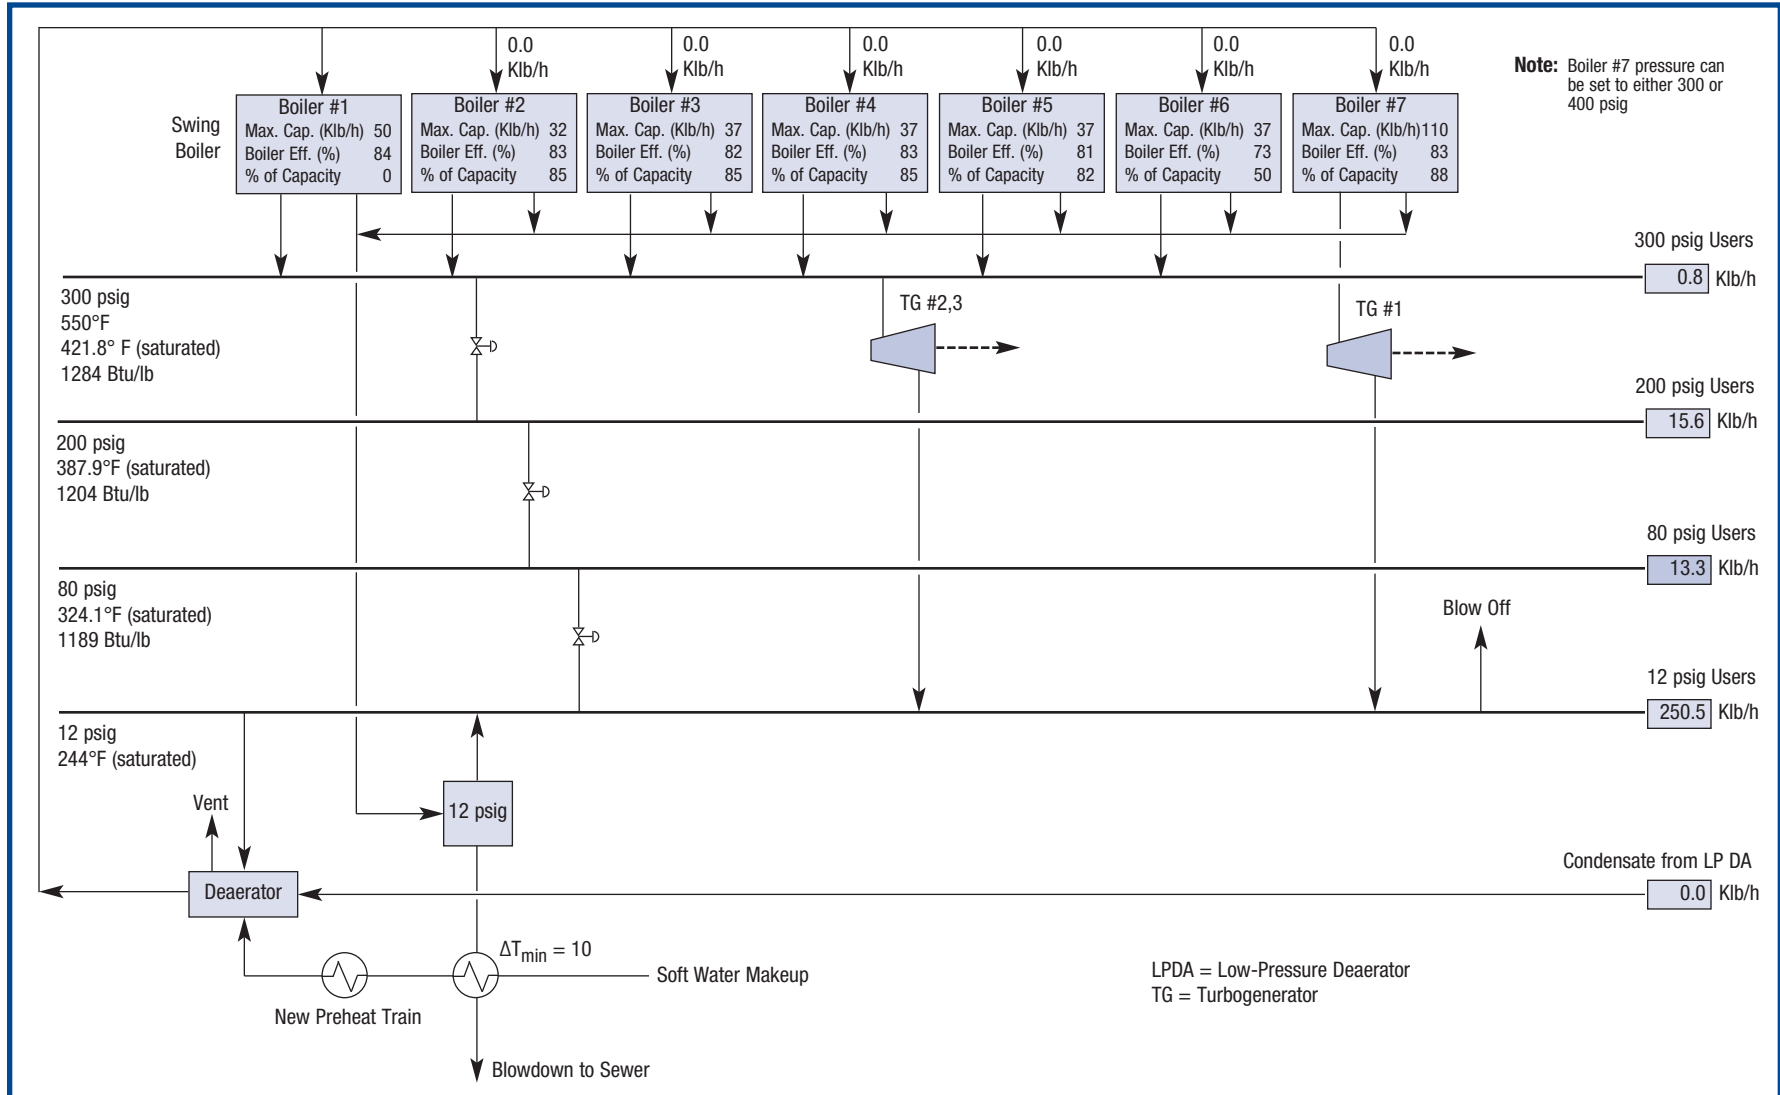 0.0
Klb/h
0.0
Klb/h
0.0
Klb/h
0.0
Klb/h
0.0
Klb/h
0.0
Klb/h
Note: Boiler #7 pressure can
be set to either 300 or
400 psig
Swing
Boiler
Boiler #1
Max. Cap. (Klb/h) 50
Boiler Eff. (%) 84
% of Capacity 0
Boiler #2
Max. Cap. (Klb/h) 32
Boiler Eff. (%) 83
% of Capacity 85
Boiler #3
Max. Cap. (Klb/h) 37
Boiler Eff. (%) 82
% of Capacity 85
Boiler #4
Max. Cap. (Klb/h) 37
Boiler Eff. (%) 83
% of Capacity 85
Boiler #5
Max. Cap. (Klb/h) 37
Boiler Eff. (%) 81
% of Capacity 82
Boiler #6
Max. Cap. (Klb/h) 37
Boiler Eff. (%) 73
% of Capacity 50
Boiler #7
Max. Cap. (Klb/h)110
Boiler Eff. (%) 83
% of Capacity 88
300 psig Users
0.8 Klb/h
300 psig
550°F
421.8° F (saturated)
1284 Btu/lb
TG #2,3
TG #1
200 psig Users
15.6 Klb/h
200 psig
387.9°F (saturated)
1204 Btu/lb
80 psig Users
13.3 Klb/h
80 psig
324.1°F (saturated)
1189 Btu/lb
Blow Off
12 psig Users
250.5 Klb/h
12 psig
244°F (saturated)
Vent
12 psig
Condensate from LP DA
0.0 Klb/h
Deaerator
ΔTmin = 10
Soft Water Makeup
New Preheat Train
LPDA = Low-Pressure Deaerator
TG = Turbogenerator
Blowdown to Sewer